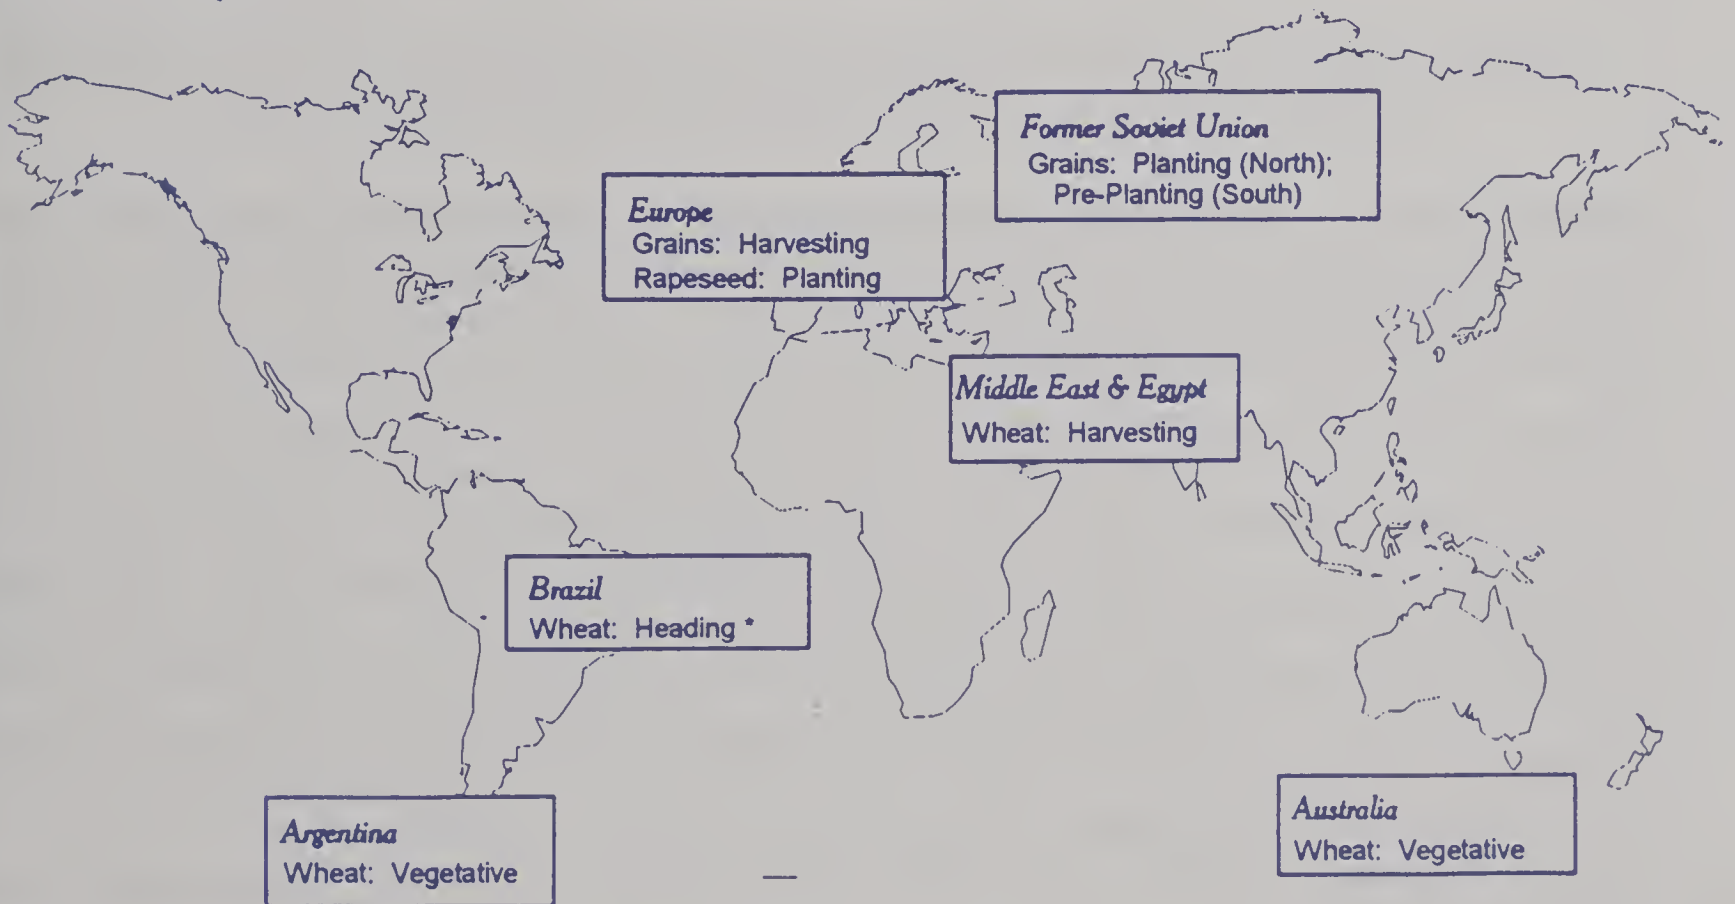 Former Soviet Union
Grains: Planting (North);
Pre-Planting (South)
Europe
Grains: Harvesting
Rapeseed: Planting
Middle East & Egypt
Wheat: Harvesting
Brazil
Wheat: Heading *
Argentina
Wheat: Vegetative
Australia
Wheat: Vegetative